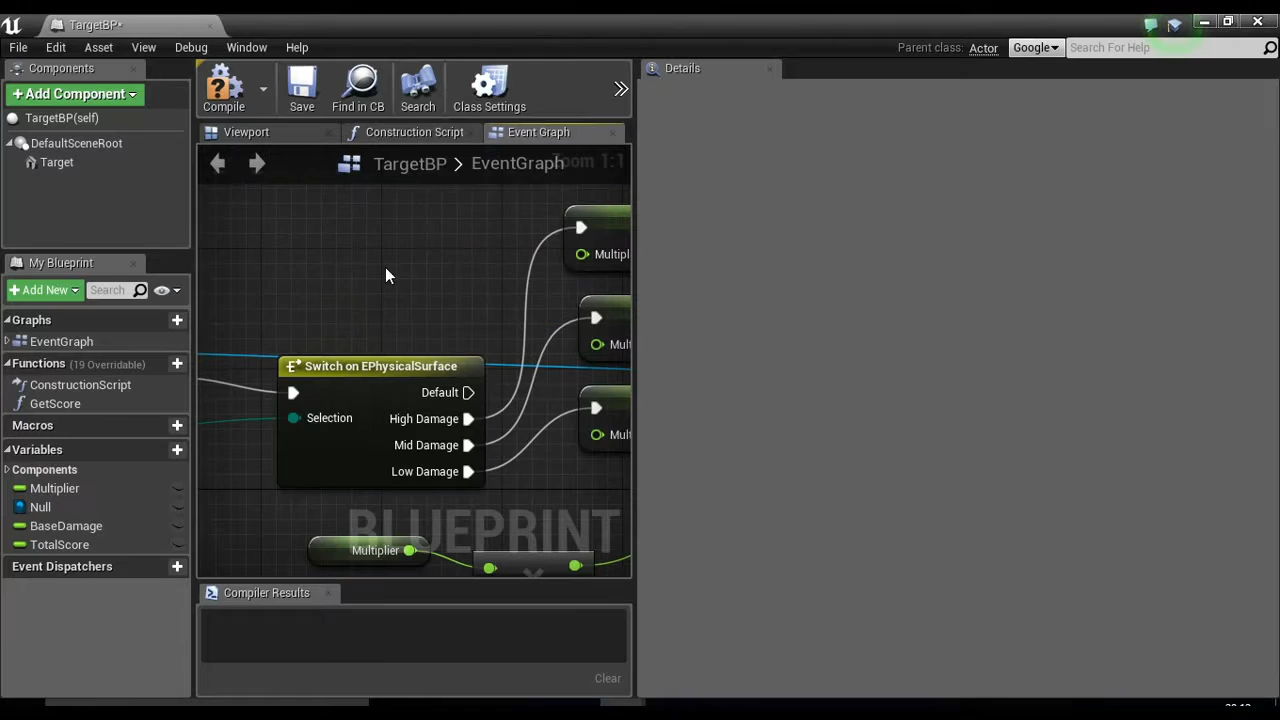 TargetBP*
File Edit Asset View Debug Window Help
Parent class: Actor Google Search For Help
Components
+Add Component
TargetBP(self)
DefaultSceneRoot
Target
My Blueprint
+Add New Search
Graphs
EventGraph
Functions (19 Overridable)
ConstructionScript
GetScore
Macros
Variables
Components
Multiplier
Null
BaseDamage
TotalScore
Event Dispatchers
Compile Save Find in CB Search Class Settings
Viewport Construction Script Event Graph
TargetBP > EventGraph
Zoom 1:1
Multipl
Mult
Mult
Switch on EPhysicalSurface
Default
Selection High Damage
Mid Damage
Low Damage
BLUEPRINT
Multiplier
Compiler Results
Clear
Details